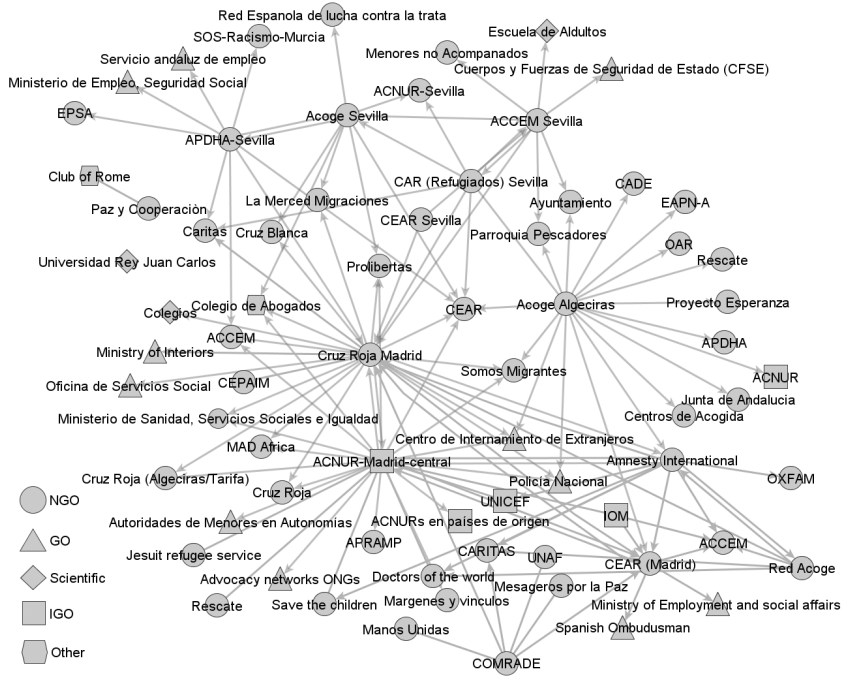 Red Espanola de lucha contra la trata
SOS-Racismo-Murcia
Escuela de Aldultos
Servicio andaluz de empleo
Menores no Acompanados
Cuerpos y Fuerzas de Seguridad de Estado (CFSE)
Ministerio de Empleo, Seguridad Social
ACNUR-Sevilla
EPSA
Acoge Sevilla
ACCEM Sevilla
APDHA-Sevilla
Club of Rome
CAR (Refugiados) Sevilla
CADE
La Merced Migraciones
Ayuntamiento
EAPN-A
Paz y Cooperaciòn
CEAR Sevilla
Caritas
Cruz Blanca
Parroquia Pescadores
OAR
Universidad Rey Juan Carlos
Prolibertas
Rescate
Colegio de Abogados
Colegios
CEAR
Acoge Algeciras
Proyecto Esperanza
ACCEM
APDHA
Ministry of Interiors
Cruz Roja Madrid
Somos Migrantes
ACNUR
Oficina de Servicios Social
CEPAIM
Junta de Andalucia
Ministerio de Sanidad, Servicios Sociales e Igualdad
Centros de Acogida
MAD Africa
Centro de Internamiento de Extranjeros
ACNUR-Madrid-central
Amnesty International
Cruz Roja (Algeciras/Tarifa)
Policia Nacional
OXFAM
Cruz Roja
UNICEF
NGO
Autoridades de Menores en Autonomias
ACNURs en países de origen
IOM
GO
APRAMP
CARITAS
UNAF
ACCEM
Jesuit refugee service
CEAR (Madrid)
Red Acoge
Scientific
Advocacy networks ONGs
Doctors of the world
Mesageros por la Paz
Rescate
Save the children
Margenes y vinculos
Ministry of Employment and social affairs
IGO
Manos Unidas
Spanish Ombudusman
Other
COMRADE